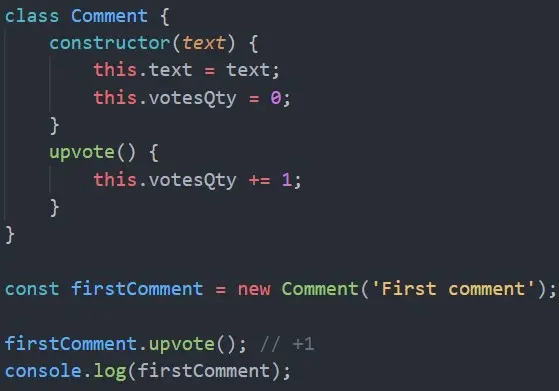 class Comment {
    constructor(text) {
        this.text = text;
        this.votesQty = 0;
    }
    upvote() {
        this.votesQty += 1;
    }
}

const firstComment = new Comment('First comment');

firstComment.upvote(); // +1
console.log(firstComment);